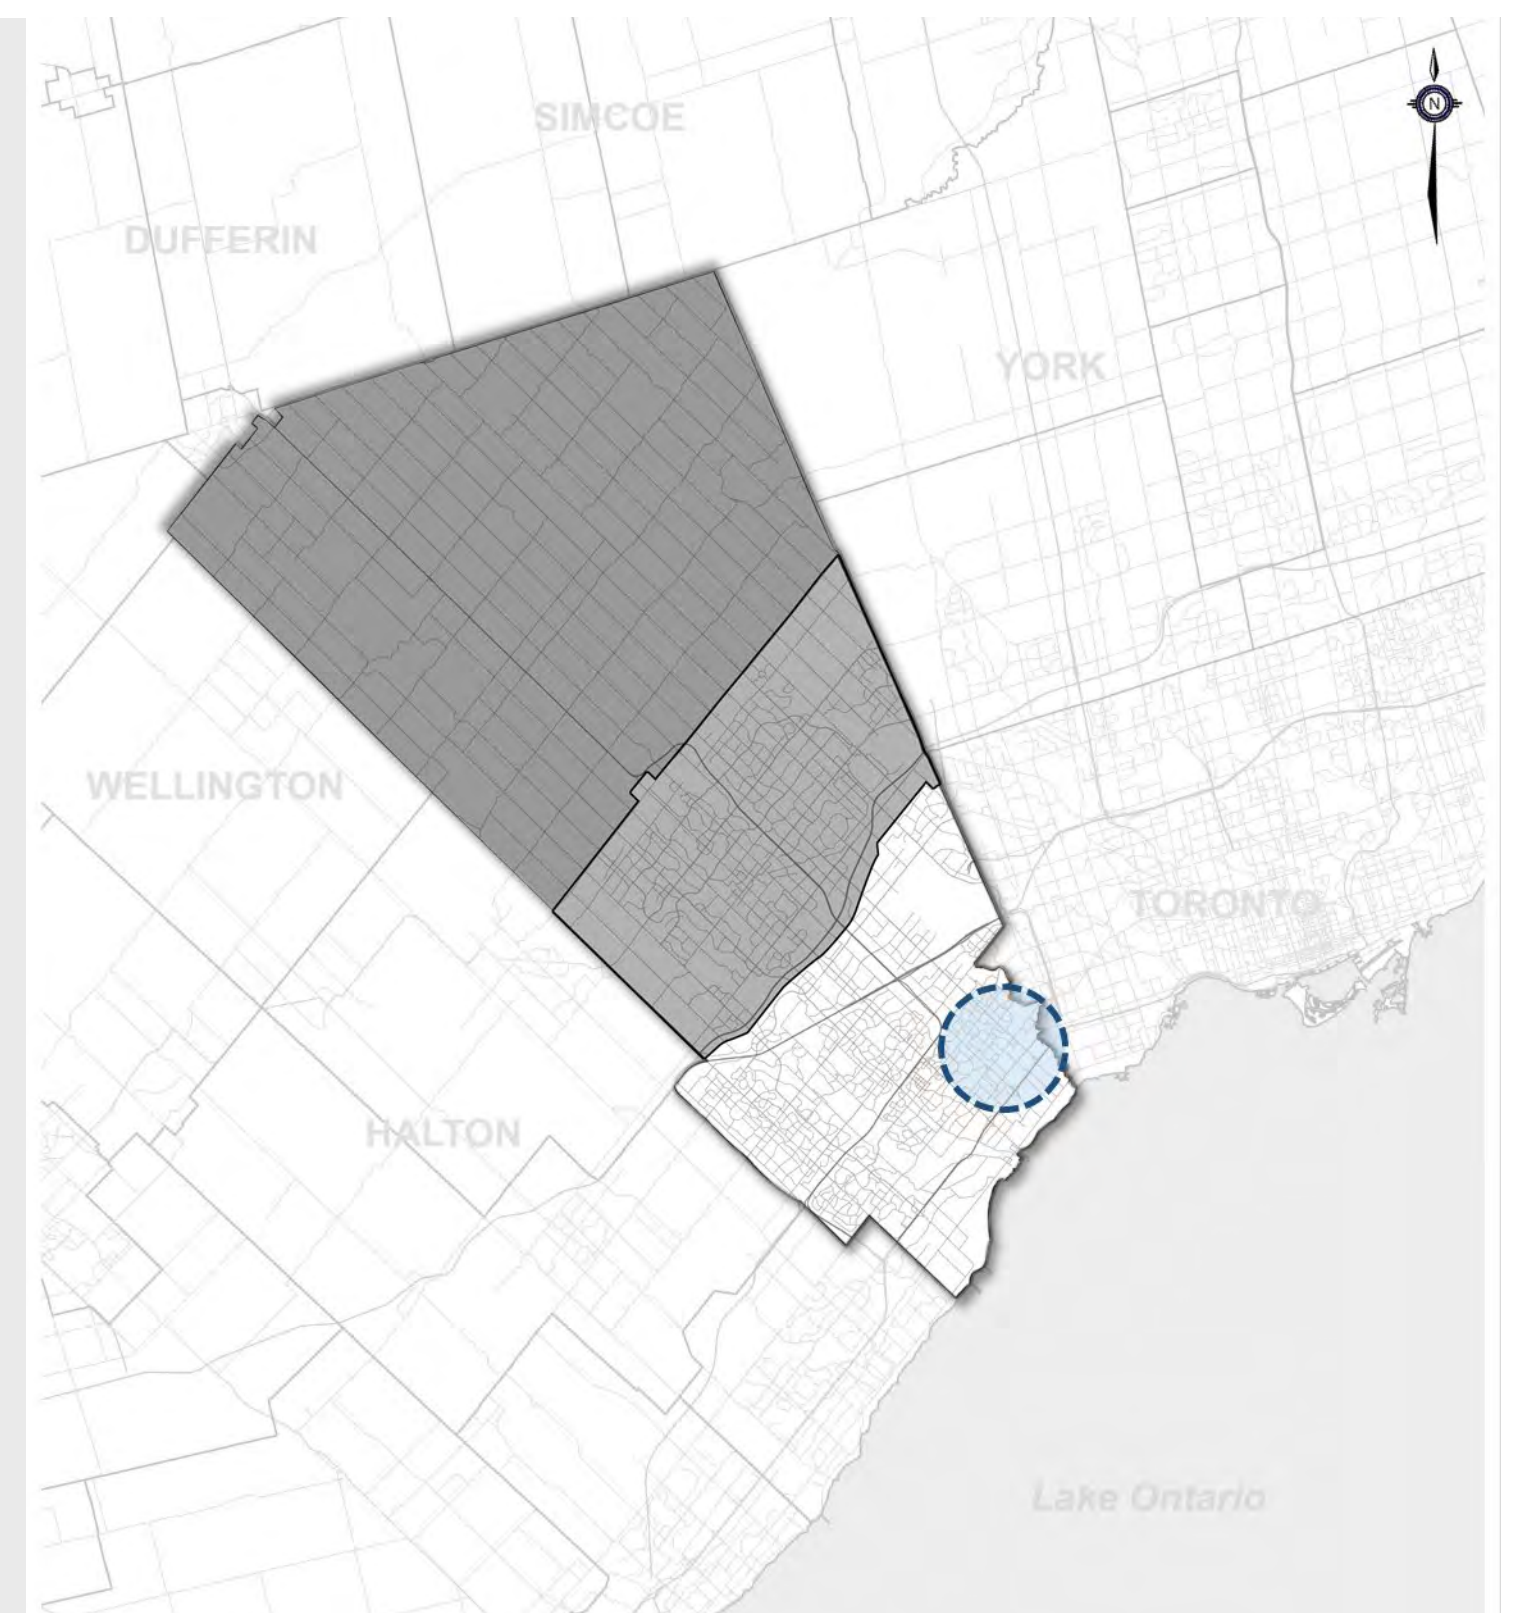 SIMCOE
N
DUFFERIN
YORK
WELLINGTON
TORONTO
HALTON
Lake Ontario